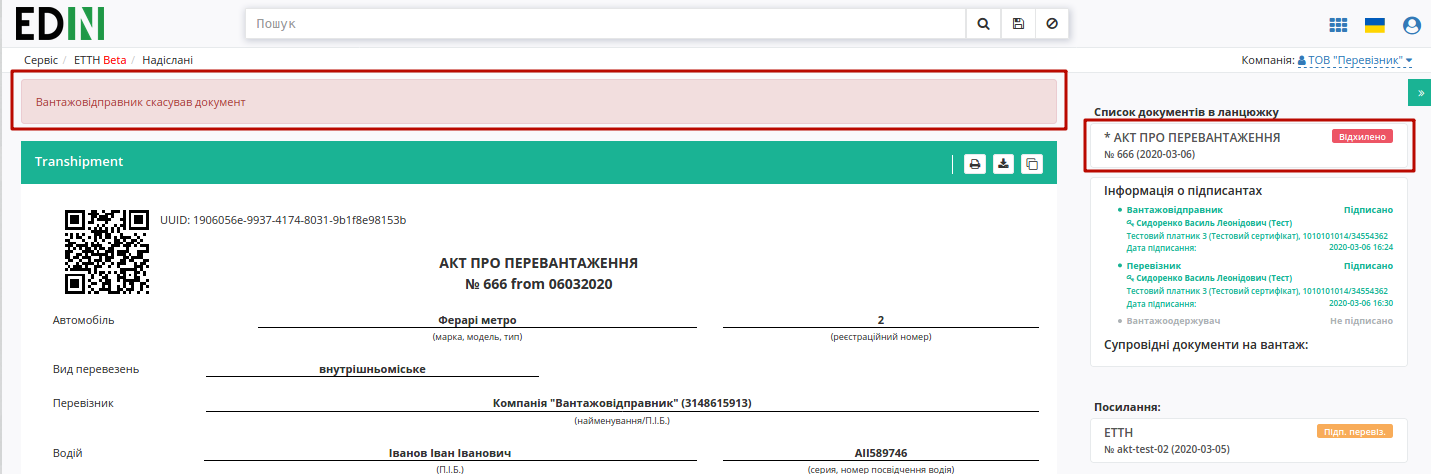 EDIN
Пошук
Сервіс / ЕТТН Beta / Надіслані
Компанія: ТОВ "Перевізник"
Вантажовідправник скасував документ
»
Transhipment
UUID: 1906056e-9937-4174-8031-9b1f8e98153b
АКТ ПРО ПЕРЕВАНТАЖЕННЯ
№ 666 from 06032020
Автомобіль Ферарі метро 2
(марка, модель, тип) (реєстраційний номер)
Вид перевезень внутрішньоміське
Перевізник Компанія "Вантажовідправник" (3148615913)
(найменування/П.І.Б.)
Водій Іванов Іван Іванович АІІ589746
(П.І.Б.) (серія, номер посвідчення водія)
Список документів в ланцюжку
* АКТ ПРО ПЕРЕВАНТАЖЕННЯ Відхилено
№ 666 (2020-03-06)
Інформація о підписантах
Вантажовідправник Підписано
Сидоренко Василь Леонідович (Тест)
Тестовий платник 3 (Тестовий сертифікат), 1010101014/34554362
Дата підписання: 2020-03-06 16:24
Перевізник Підписано
Сидоренко Василь Леонідович (Тест)
Тестовий платник 3 (Тестовий сертифікат), 1010101014/34554362
Дата підписання: 2020-03-06 16:30
Вантажоодержувач Не підписано
Супровідні документи на вантаж:
Посилання:
ЕТТН Підп. перевіз.
№ akt-test-02 (2020-03-05)